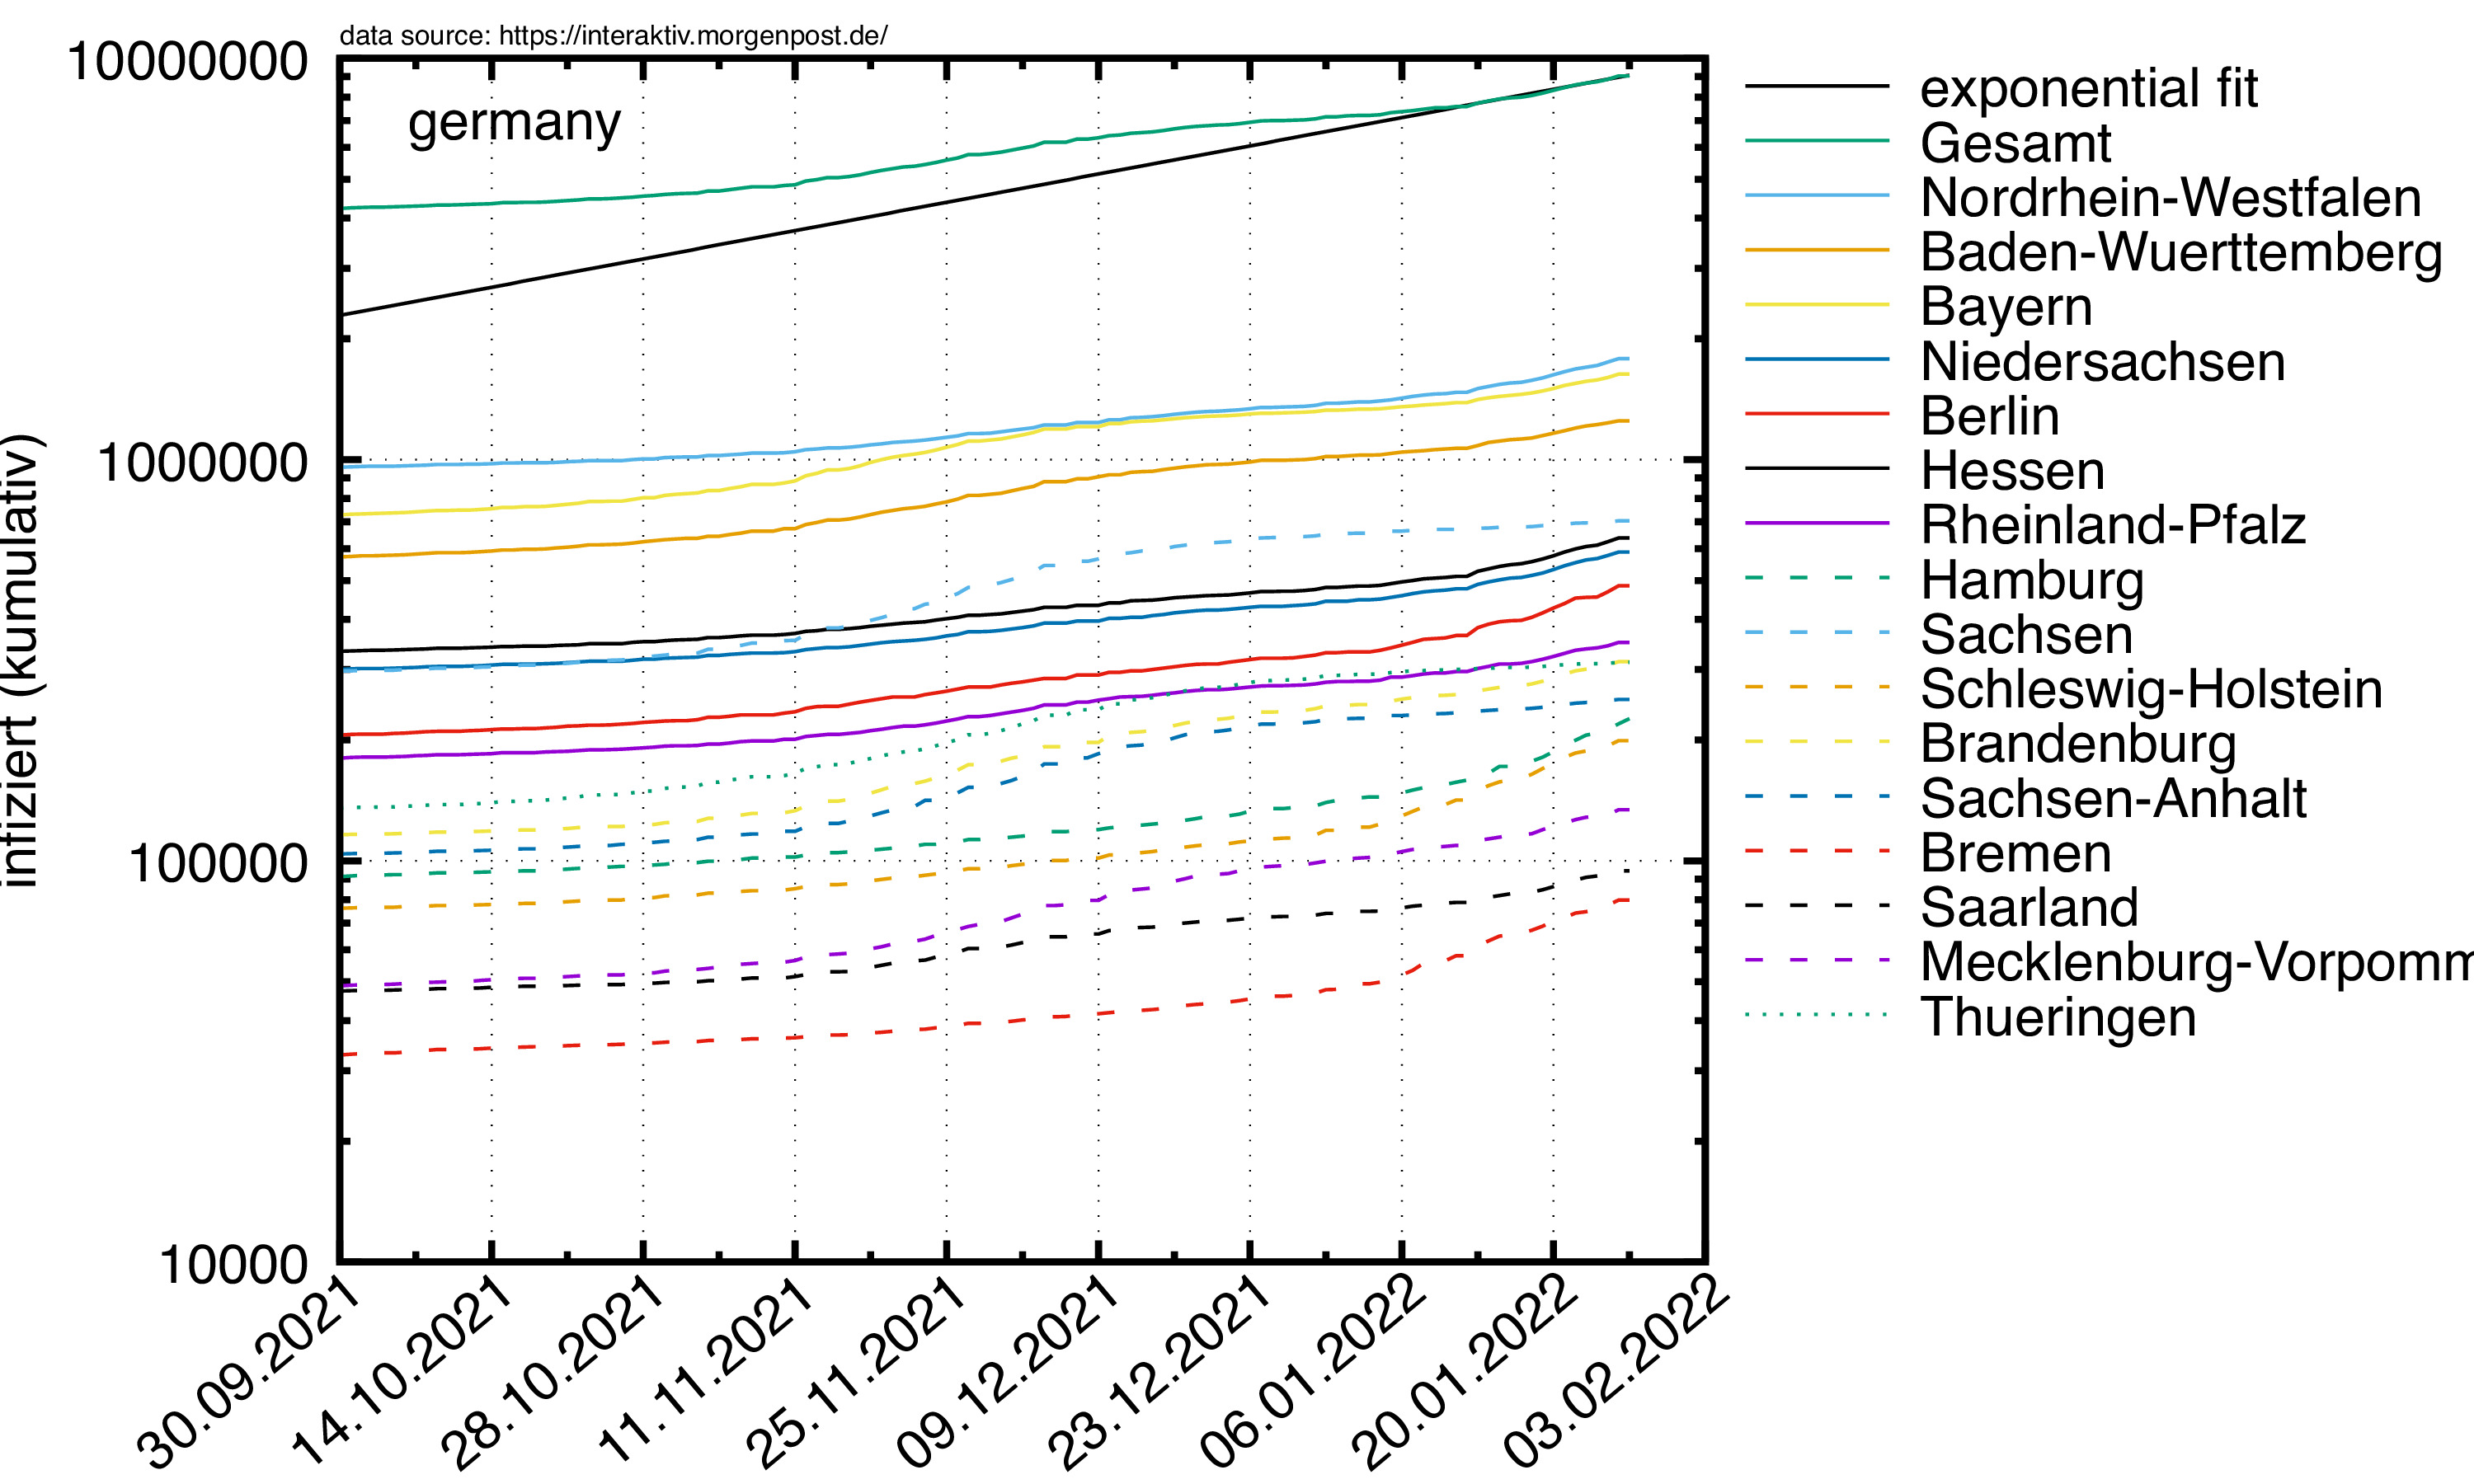 data source: https://interaktiv.morgenpost.de/
germany
infiziert (kumulativ)
10000000
1000000
100000
10000
30.09.2021
14.10.2021
28.10.2021
11.11.2021
25.11.2021
09.12.2021
23.12.2021
06.01.2022
20.01.2022
03.02.2022
exponential fit
Gesamt
Nordrhein-Westfalen
Baden-Wuerttemberg
Bayern
Niedersachsen
Berlin
Hessen
Rheinland-Pfalz
Hamburg
Sachsen
Schleswig-Holstein
Brandenburg
Sachsen-Anhalt
Bremen
Saarland
Mecklenburg-Vorpomm
Thueringen